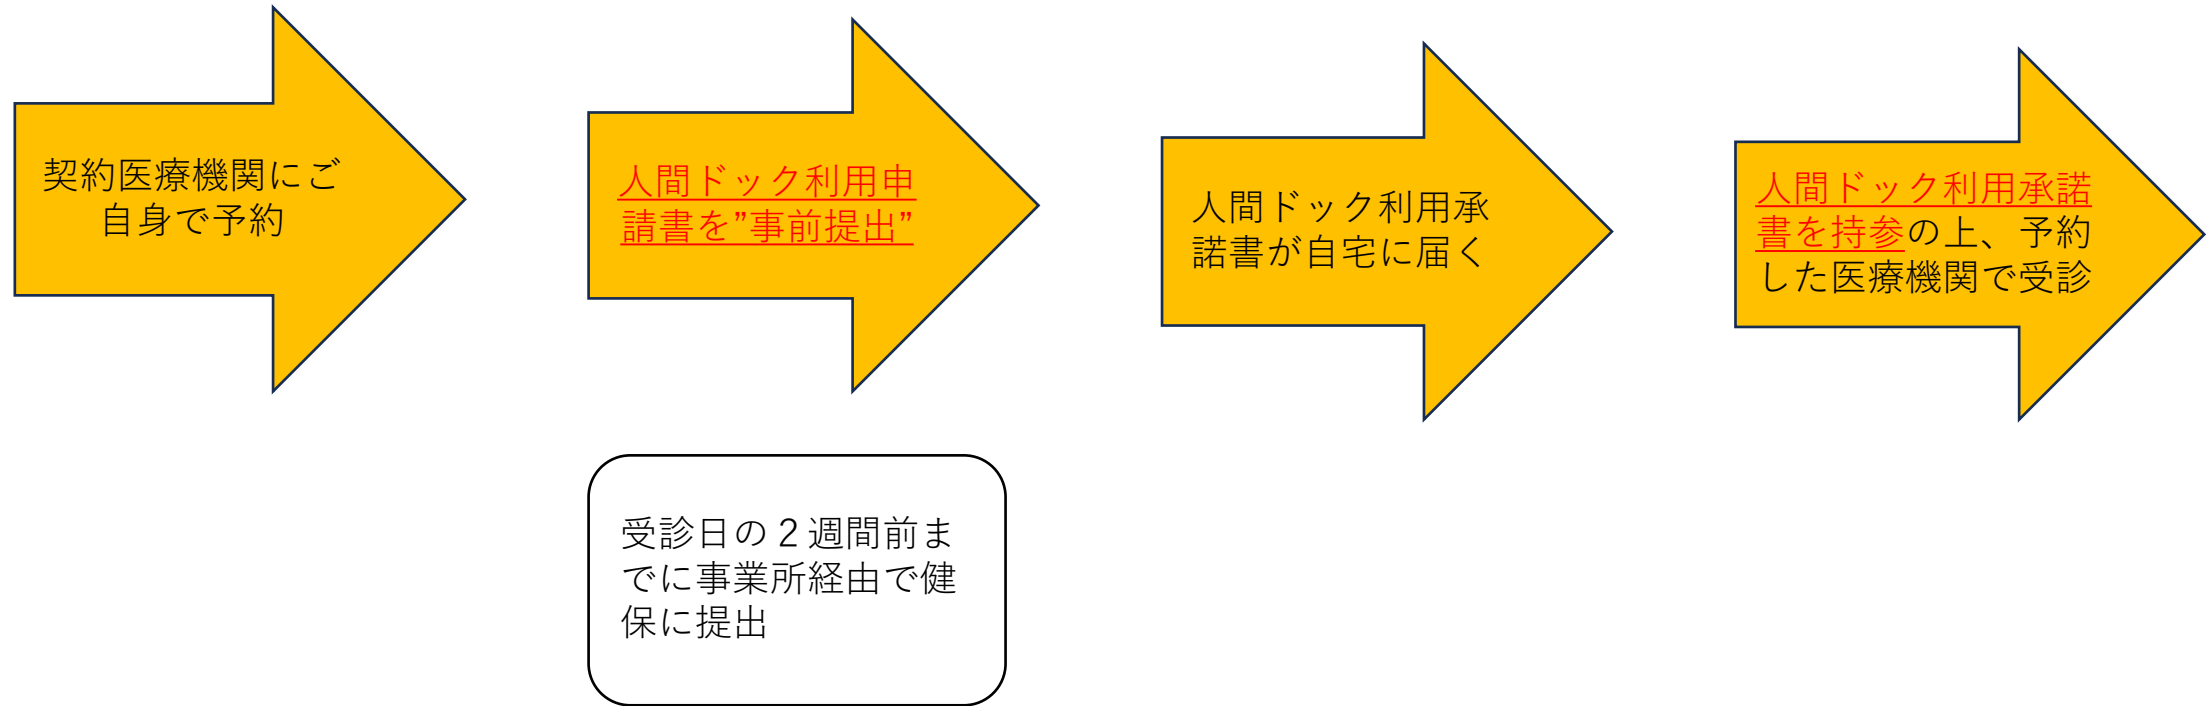 契約医療機関にご
自身で予約
人間ドック利用申
請書を”事前提出”
受診日の２週間前ま
でに事業所経由で健
保に提出
人間ドック利用承
諾書が自宅に届く
人間ドック利用承諾
書を持参の上、予約
した医療機関で受診